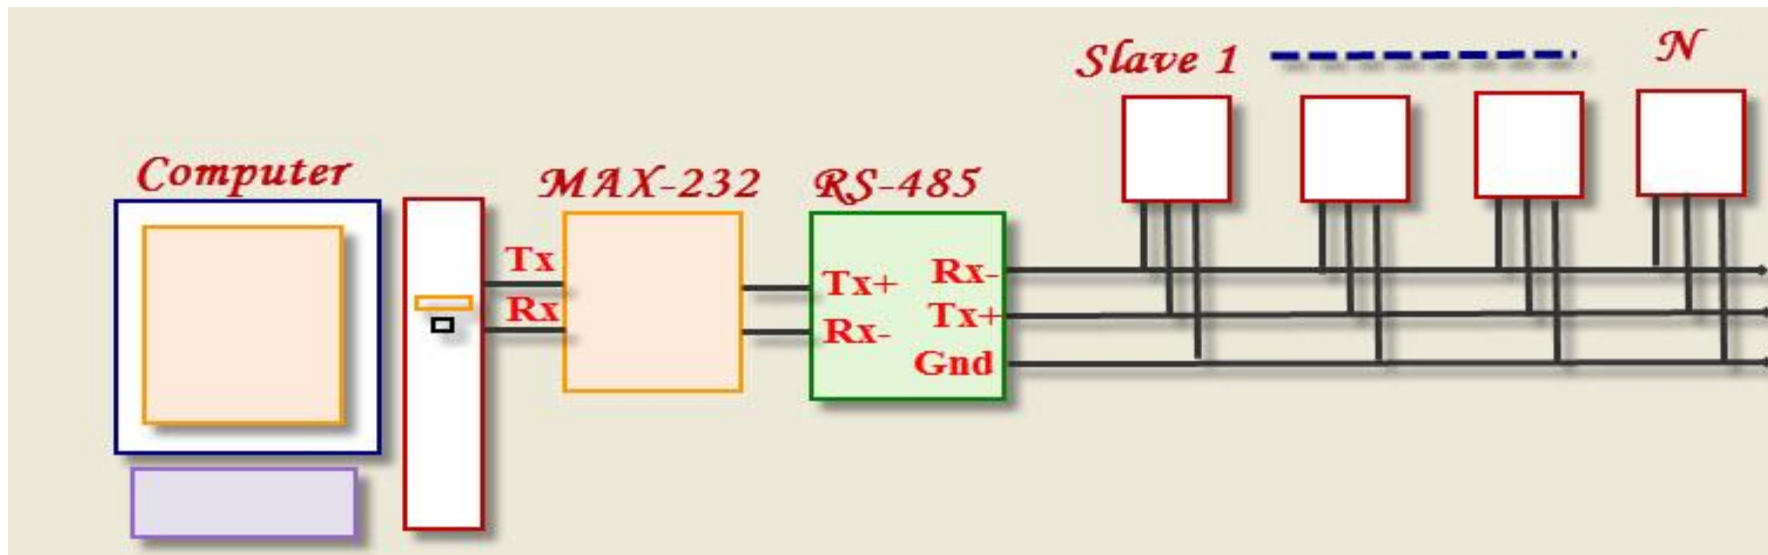 Computer
Tx
Rx
MAX-232
RS-485
Tx+
Rx-
Rx-
Tx+
Gnd
Slave 1
N